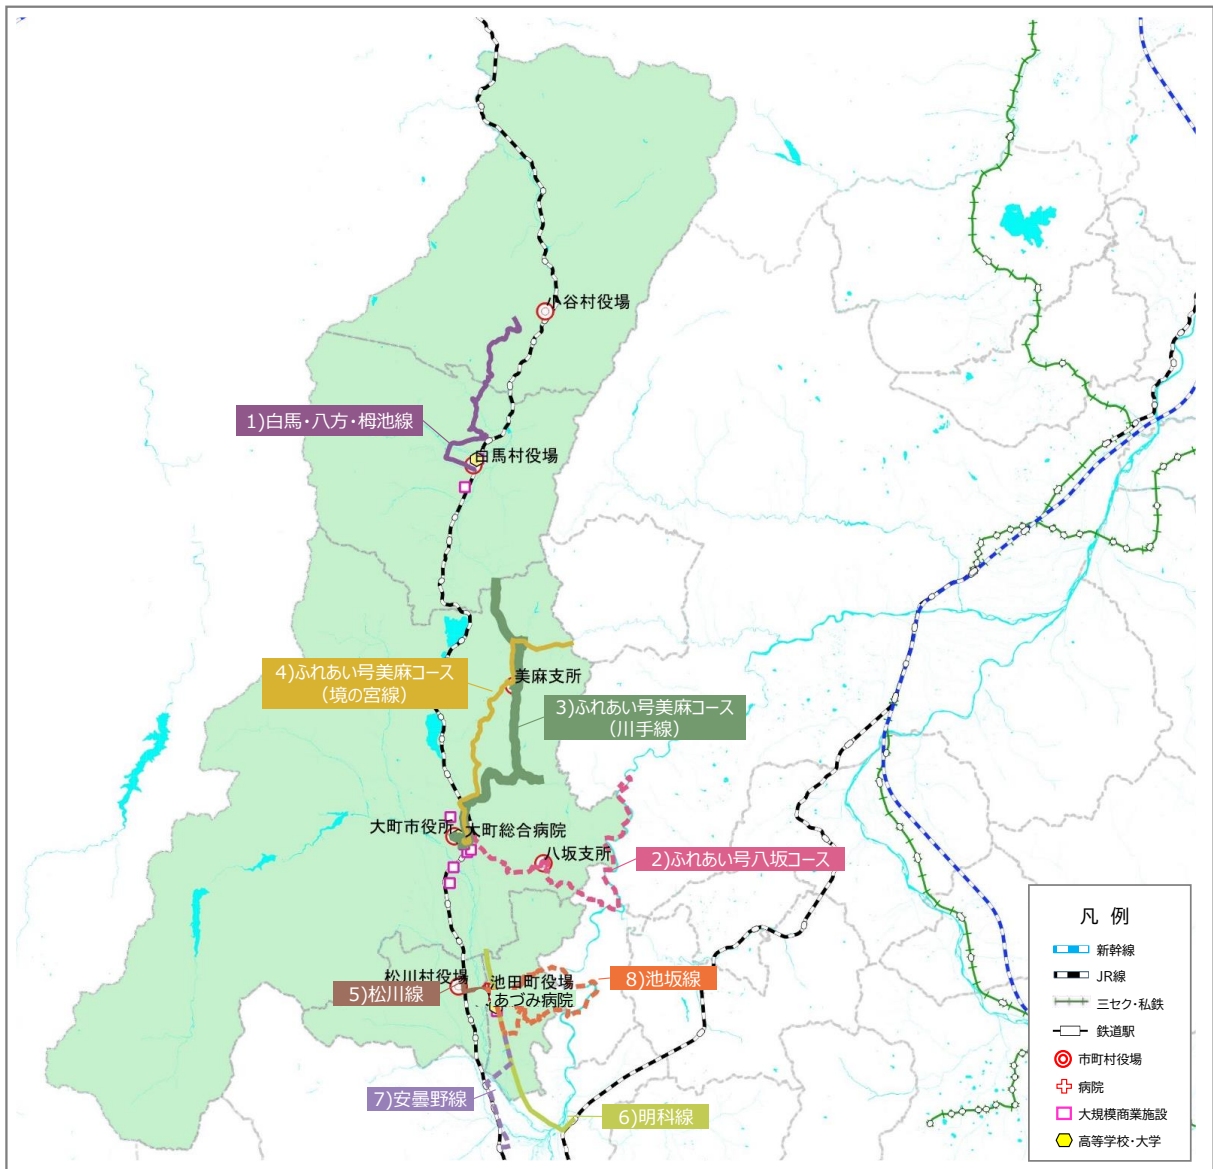 小谷村役場
1)白馬・八方・栂池線
白馬村役場
4)ふれあい号美麻コース
（境の宮線）
美麻支所
3)ふれあい号美麻コース
（川手線）
大町市役所
大町総合病院
八坂支所
2)ふれあい号八坂コース
松川村役場
池田町役場
あづみ病院
8)池坂線
5)松川線
7)安曇野線
6)明科線
凡 例
新幹線
JR線
三セク・私鉄
鉄道駅
市町村役場
病院
大規模商業施設
高等学校・大学